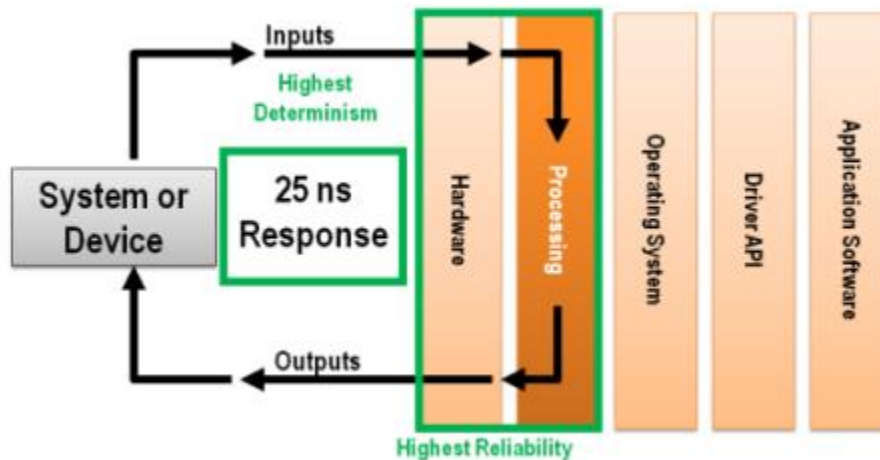 Inputs
Highest
Determinism
System or
Device
25 ns
Response
Outputs
Hardware
Processing
Operating System
Driver API
Application Software
Highest Reliability